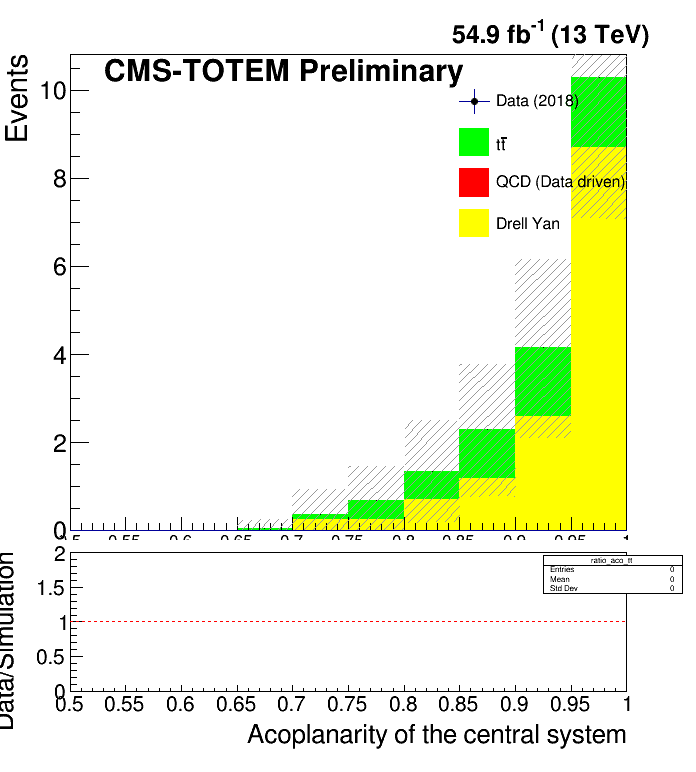 54.9 fb-1 (13 TeV)
CMS-TOTEM Preliminary
Events
10
8
6
4
2
0
Data (2018)
tt̅
QCD (Data driven)
Drell Yan
0.5 0.55 0.6 0.65 0.7 0.75 0.8 0.85 0.9 0.95 1
Data/Simulation
2
1.5
1
0.5
0
ratio_aco_tt
Entries 0
Mean 0
Std Dev 0
0.5 0.55 0.6 0.65 0.7 0.75 0.8 0.85 0.9 0.95 1
Acoplanarity of the central system